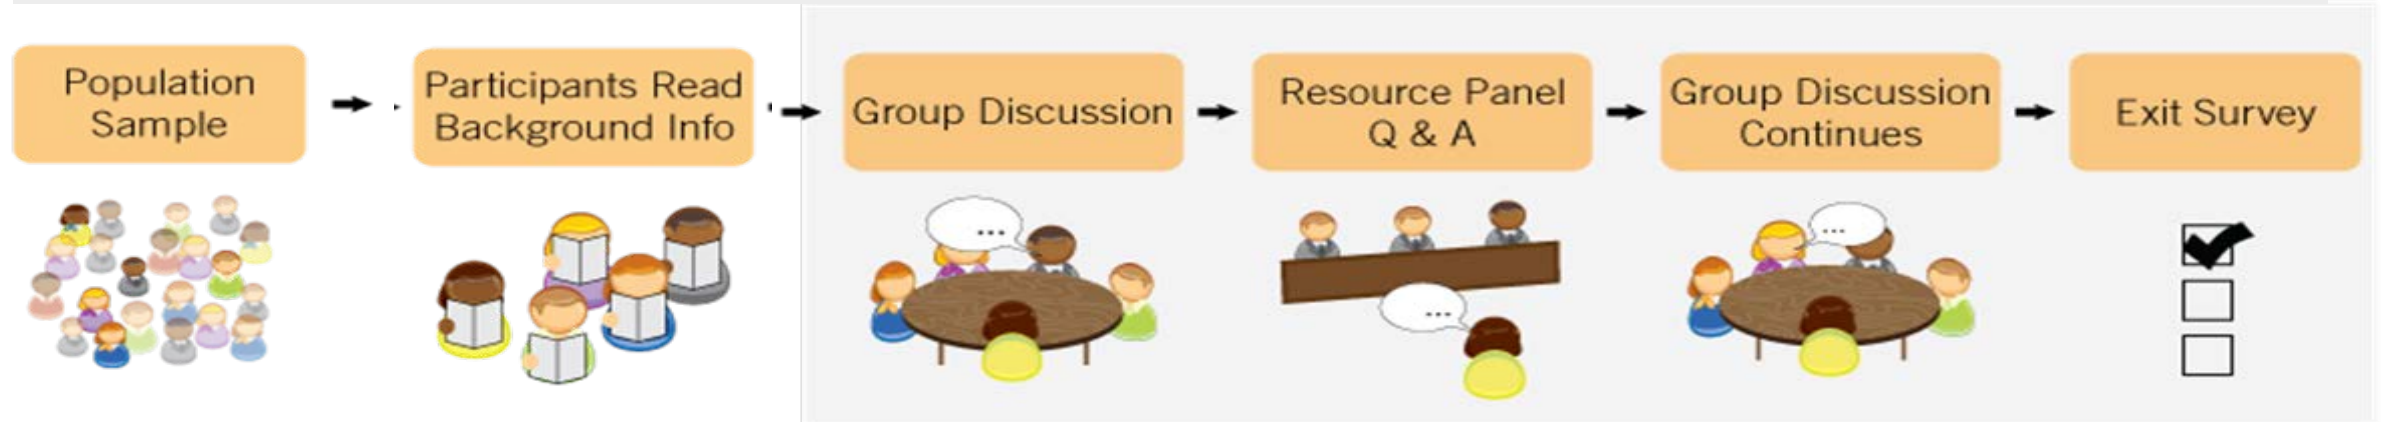 Population
Sample
Participants Read
Background Info
Group Discussion
Resource Panel
Q & A
Group Discussion
Continues
Exit Survey
...
...
...